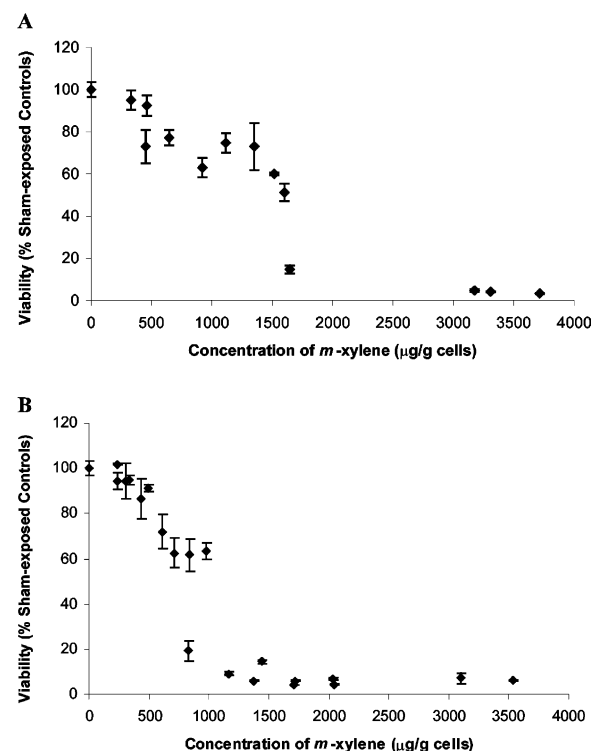 A
120
100
80
60
40
20
0
Viability (% Sham-exposed Controls)
0 500 1000 1500 2000 2500 3000 3500 4000
Concentration of m-xylene (µg/g cells)
B
120
100
80
60
40
20
0
Viability (% Sham-exposed Controls)
0 500 1000 1500 2000 2500 3000 3500 4000
Concentration of m-xylene (µg/g cells)